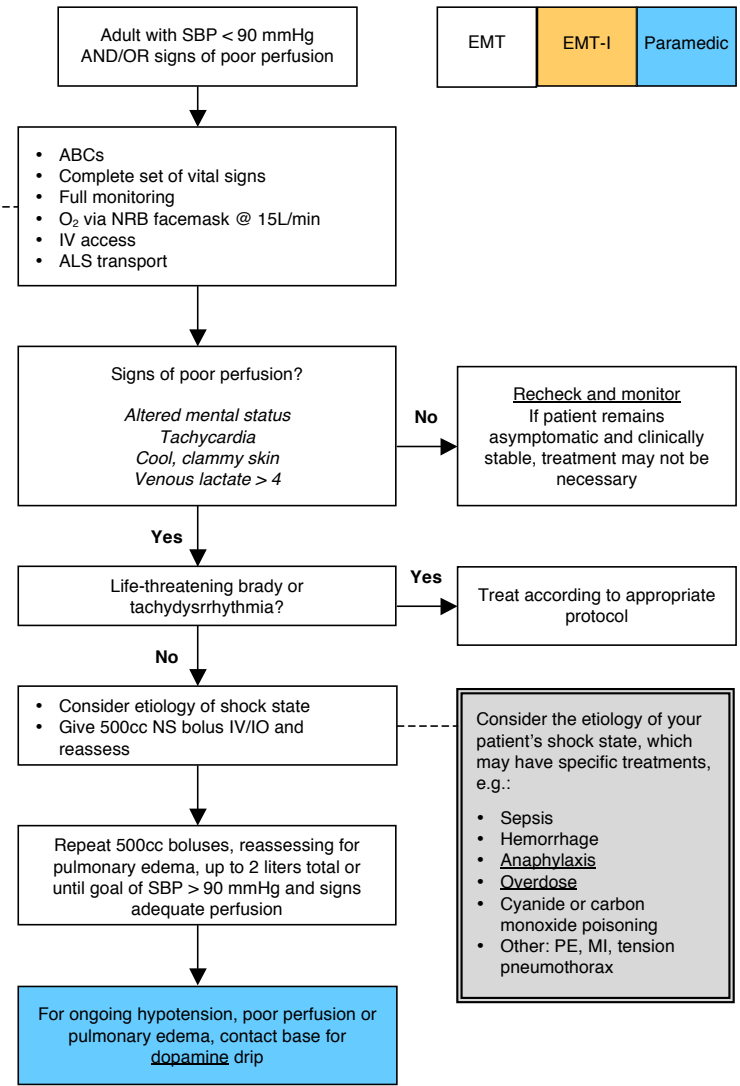 Adult with SBP < 90 mmHg
AND/OR signs of poor perfusion
EMT
EMT-I
Paramedic
• ABCs
• Complete set of vital signs
• Full monitoring
• O₂ via NRB facemask @ 15L/min
• IV access
• ALS transport
Signs of poor perfusion?
Altered mental status
Tachycardia
Cool, clammy skin
Venous lactate > 4
No
Recheck and monitor
If patient remains
asymptomatic and clinically
stable, treatment may not be
necessary
Yes
Life-threatening brady or
tachydysrrhythmia?
Yes
Treat according to appropriate
protocol
No
• Consider etiology of shock state
• Give 500cc NS bolus IV/IO and
reassess
Consider the etiology of your
patient's shock state, which
may have specific treatments,
e.g.:
• Sepsis
• Hemorrhage
• Anaphylaxis
• Overdose
• Cyanide or carbon
monoxide poisoning
• Other: PE, MI, tension
pneumothorax
Repeat 500cc boluses, reassessing for
pulmonary edema, up to 2 liters total or
until goal of SBP > 90 mmHg and signs
adequate perfusion
For ongoing hypotension, poor perfusion or
pulmonary edema, contact base for
dopamine drip